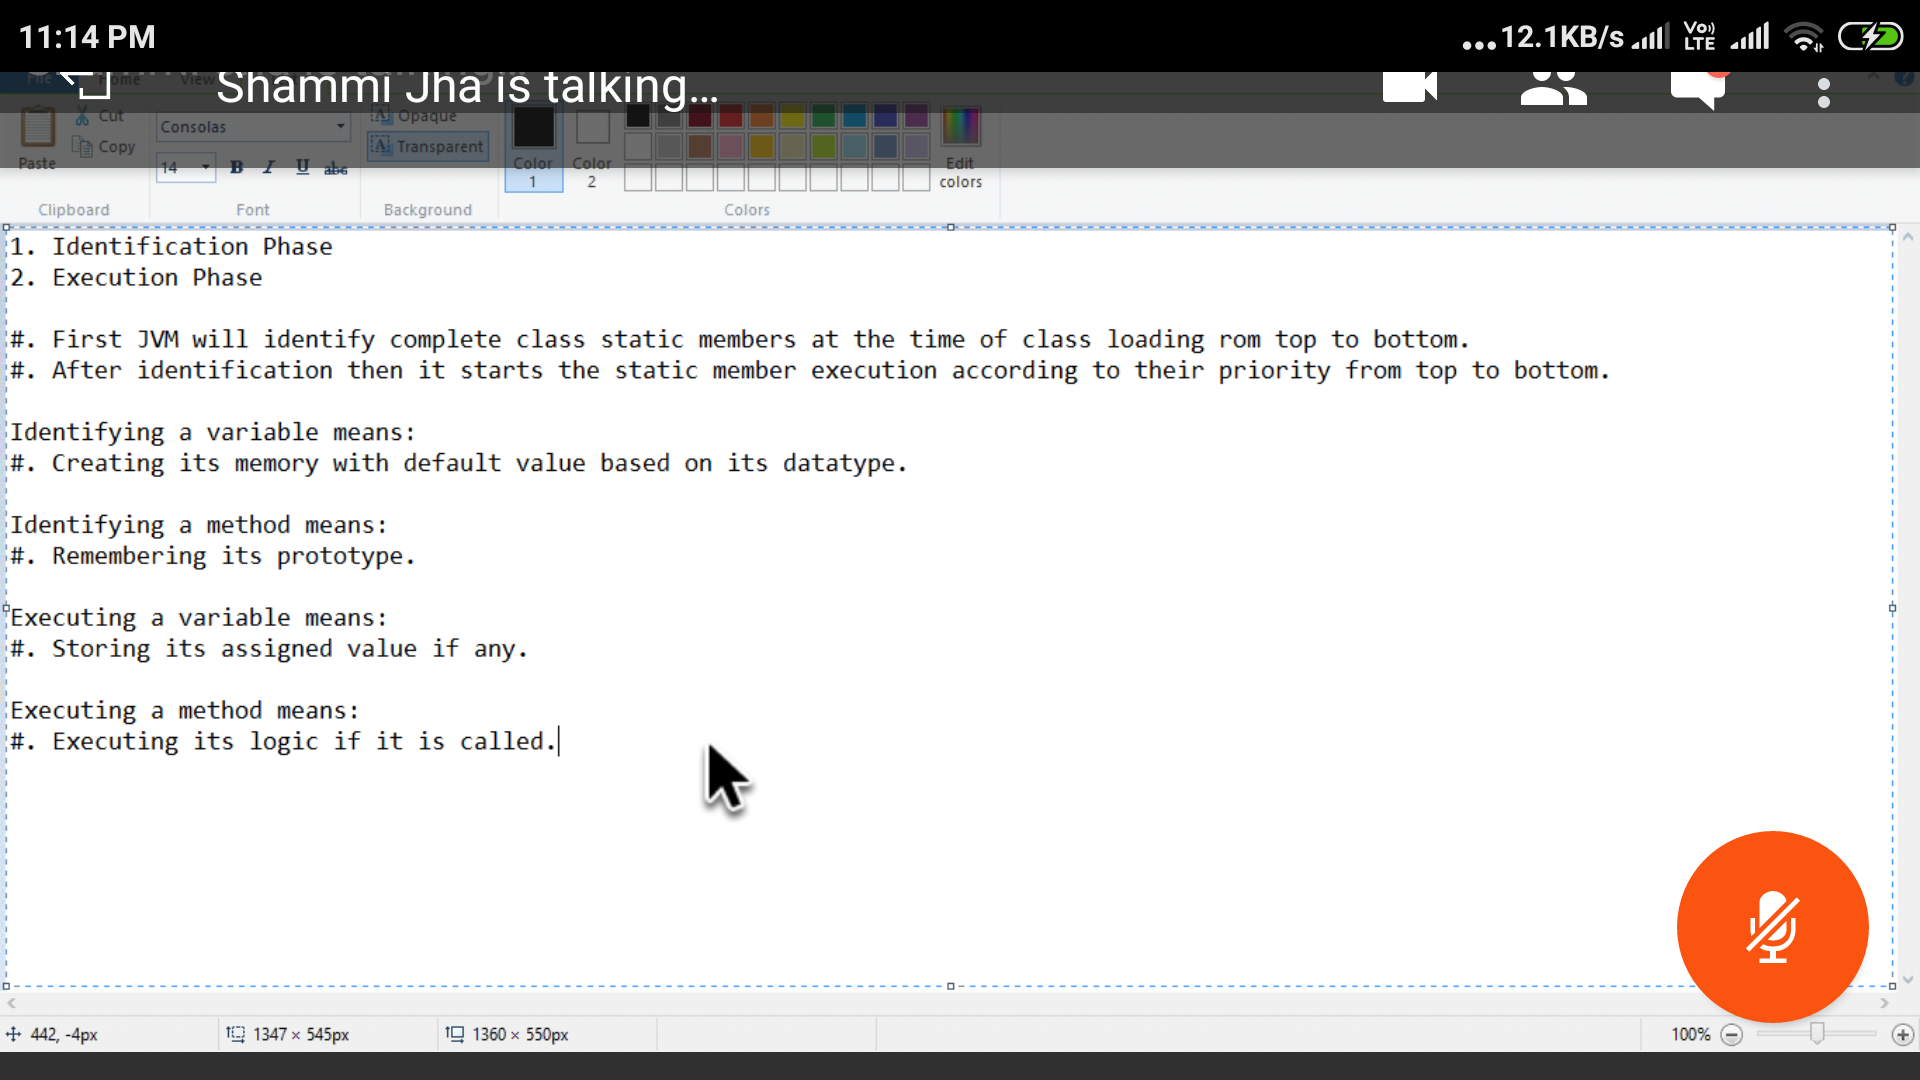 11:14 PM
...12.1KB/s Vo)) LTE
Shammi Jha is talking...
Home View
Cut
Copy
Paste
Clipboard
Consolas
14 B I U abc
Font
Opaque
Transparent
Background
Color 1
Color 2
Edit colors
Colors
1. Identification Phase
2. Execution Phase
#. First JVM will identify complete class static members at the time of class loading rom top to bottom.
#. After identification then it starts the static member execution according to their priority from top to bottom.
Identifying a variable means:
#. Creating its memory with default value based on its datatype.
Identifying a method means:
#. Remembering its prototype.
Executing a variable means:
#. Storing its assigned value if any.
Executing a method means:
#. Executing its logic if it is called.
442, -4px
1347 × 545px
1360 × 550px
100%